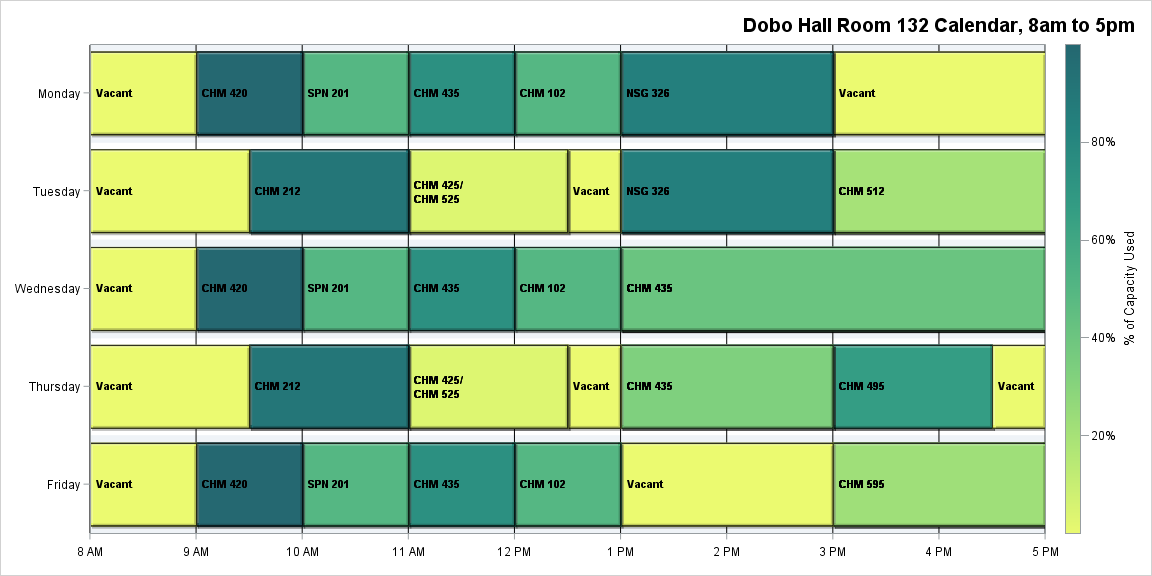 Dobo Hall Room 132 Calendar, 8am to 5pm
Monday
Vacant
CHM 420
SPN 201
CHM 435
CHM 102
NSG 326
Vacant
Tuesday
Vacant
CHM 212
CHM 425/
CHM 525
Vacant
NSG 326
CHM 512
Wednesday
Vacant
CHM 420
SPN 201
CHM 435
CHM 102
CHM 435
Thursday
Vacant
CHM 212
CHM 425/
CHM 525
Vacant
CHM 435
CHM 495
Vacant
Friday
Vacant
CHM 420
SPN 201
CHM 435
CHM 102
Vacant
CHM 595
8 AM
9 AM
10 AM
11 AM
12 PM
1 PM
2 PM
3 PM
4 PM
5 PM
80%
60%
40%
20%
% of Capacity Used